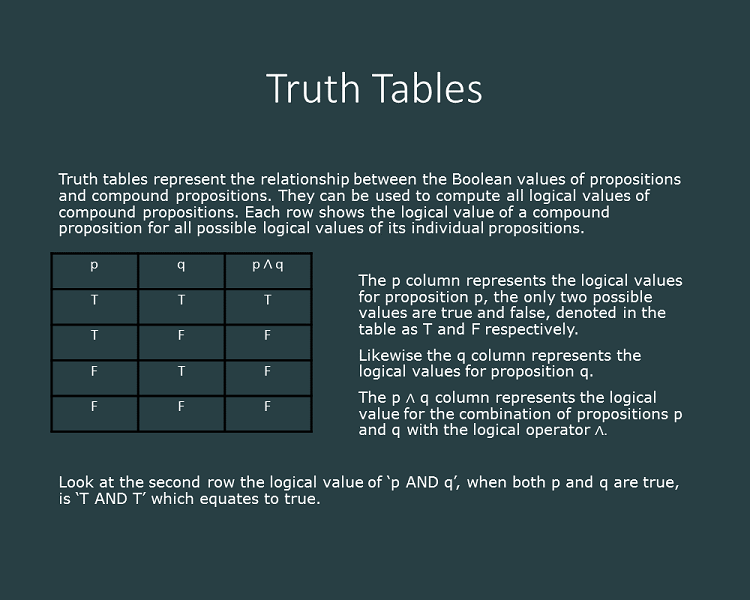 Truth Tables
Truth tables represent the relationship between the Boolean values of propositions
and compound propositions. They can be used to compute all logical values of
compound propositions. Each row shows the logical value of a compound
proposition for all possible logical values of its individual propositions.
p q p ∧ q
T T T
T F F
F T F
F F F
The p column represents the logical values
for proposition p, the only two possible
values are true and false, denoted in the
table as T and F respectively.
Likewise the q column represents the
logical values for proposition q.
The p ∧ q column represents the logical
value for the combination of propositions p
and q with the logical operator ∧.
Look at the second row the logical value of ‘p AND q’, when both p and q are true,
is ‘T AND T’ which equates to true.